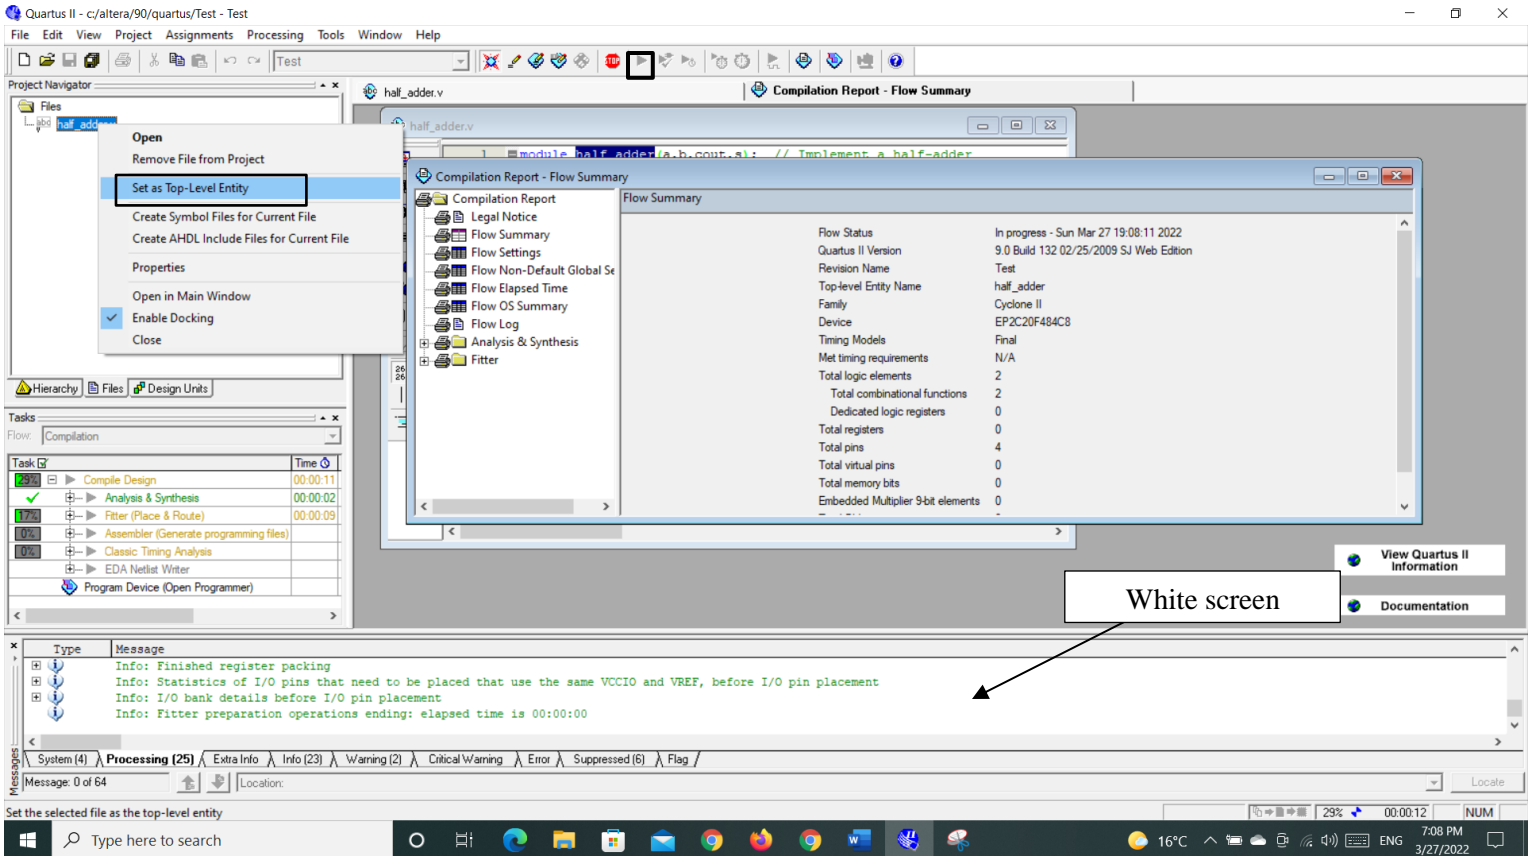 Quartus II - c:/altera/90/quartus/Test - Test
File Edit View Project Assignments Processing Tools Window Help
Test
STOP
Project Navigator
Files
half_adder.v
Open
Remove File from Project
Set as Top-Level Entity
Create Symbol Files for Current File
Create AHDL Include Files for Current File
Properties
Open in Main Window
Enable Docking
Close
Hierarchy Files Design Units
half_adder.v
Compilation Report - Flow Summary
half_adder.v
1 module half_adder(a,b,cout,s); // Implement a half-adder
Compilation Report - Flow Summary
Compilation Report
Legal Notice
Flow Summary
Flow Settings
Flow Non-Default Global Se
Flow Elapsed Time
Flow OS Summary
Flow Log
Analysis & Synthesis
Fitter
Flow Summary
Flow Status In progress - Sun Mar 27 19:08:11 2022
Quartus II Version 9.0 Build 132 02/25/2009 SJ Web Edition
Revision Name Test
Top-level Entity Name half_adder
Family Cyclone II
Device EP2C20F484C8
Timing Models Final
Met timing requirements N/A
Total logic elements 2
Total combinational functions 2
Dedicated logic registers 0
Total registers 0
Total pins 4
Total virtual pins 0
Total memory bits 0
Embedded Multiplier 9-bit elements 0
Tasks
Flow: Compilation
Task Time
29% Compile Design 00:00:11
Analysis & Synthesis 00:00:02
17% Fitter (Place & Route) 00:00:09
0% Assembler (Generate programming files)
0% Classic Timing Analysis
EDA Netlist Writer
Program Device (Open Programmer)
View Quartus II
Information
Documentation
White screen
Type Message
Info: Finished register packing
Info: Statistics of I/O pins that need to be placed that use the same VCCIO and VREF, before I/O pin placement
Info: I/O bank details before I/O pin placement
Info: Fitter preparation operations ending: elapsed time is 00:00:00
Messages
System (4) Processing (25) Extra Info Info (23) Warning (2) Critical Warning Error Suppressed (6) Flag
Message: 0 of 64 Location: Locate
Set the selected file as the top-level entity 29% 00:00:12 NUM
Type here to search 16°C ENG 7:08 PM
3/27/2022